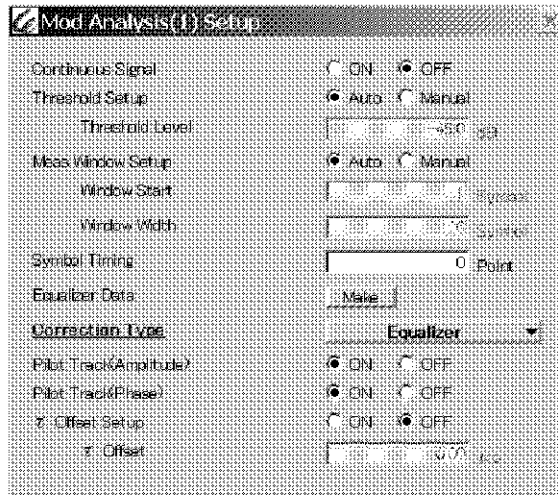 Mod Analysis(1) Setup
Continuous Signal ON OFF
Threshold Setup Auto Manual
Threshold Level dB
Meas Window Setup Auto Manual
Window Start Symbol
Window Width Symbol
Symbol Timing 0 Point
Equalizer Data Make
Correction Type Equalizer
Pilot Track(Amplitude) ON OFF
Pilot Track(Phase) ON OFF
τ Offset Setup ON OFF
τ Offset